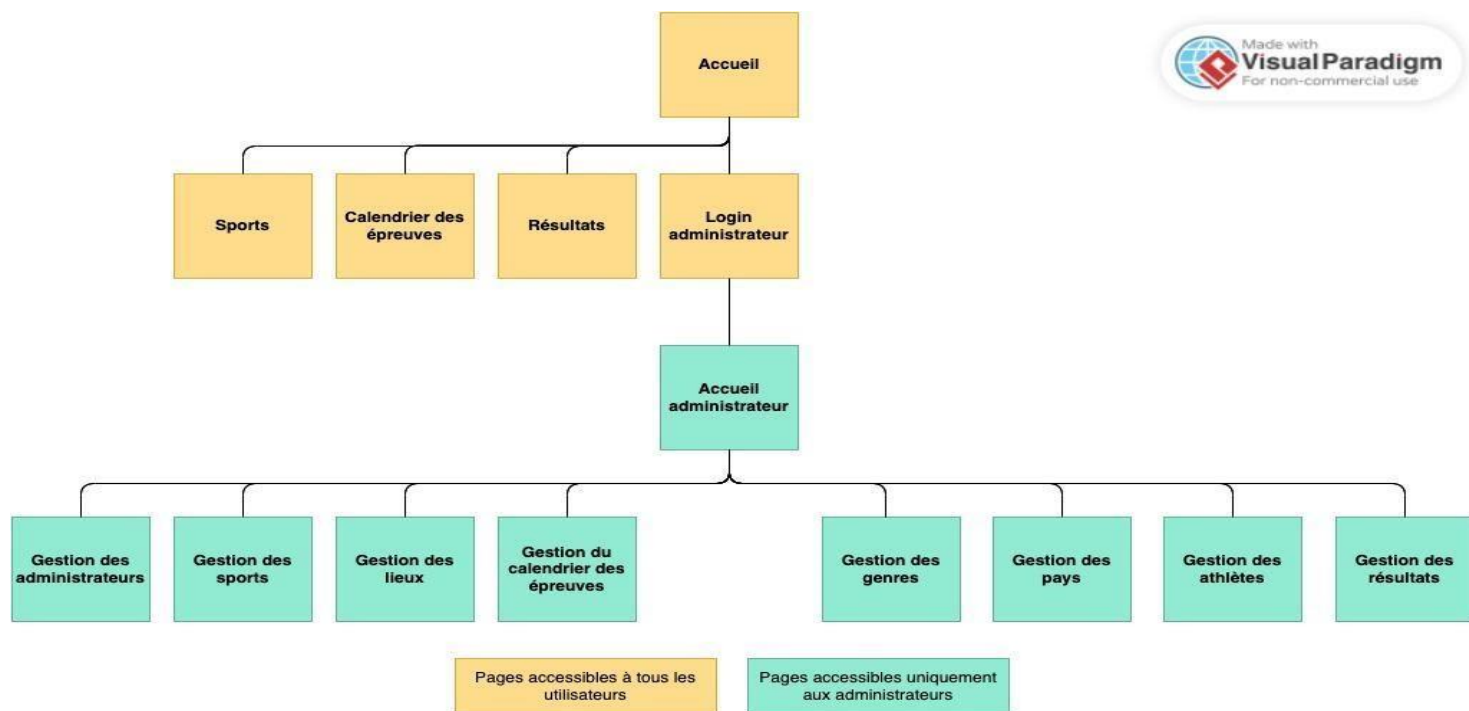 Accueil
Made with
Visual Paradigm
For non-commercial use
Sports
Calendrier des
épreuves
Résultats
Login
administrateur
Accueil
administrateur
Gestion des
administrateurs
Gestion des
sports
Gestion des
lieux
Gestion du
calendrier des
épreuves
Gestion des
genres
Gestion des
pays
Gestion des
athlètes
Gestion des
résultats
Pages accessibles à tous les
utilisateurs
Pages accessibles uniquement
aux administrateurs